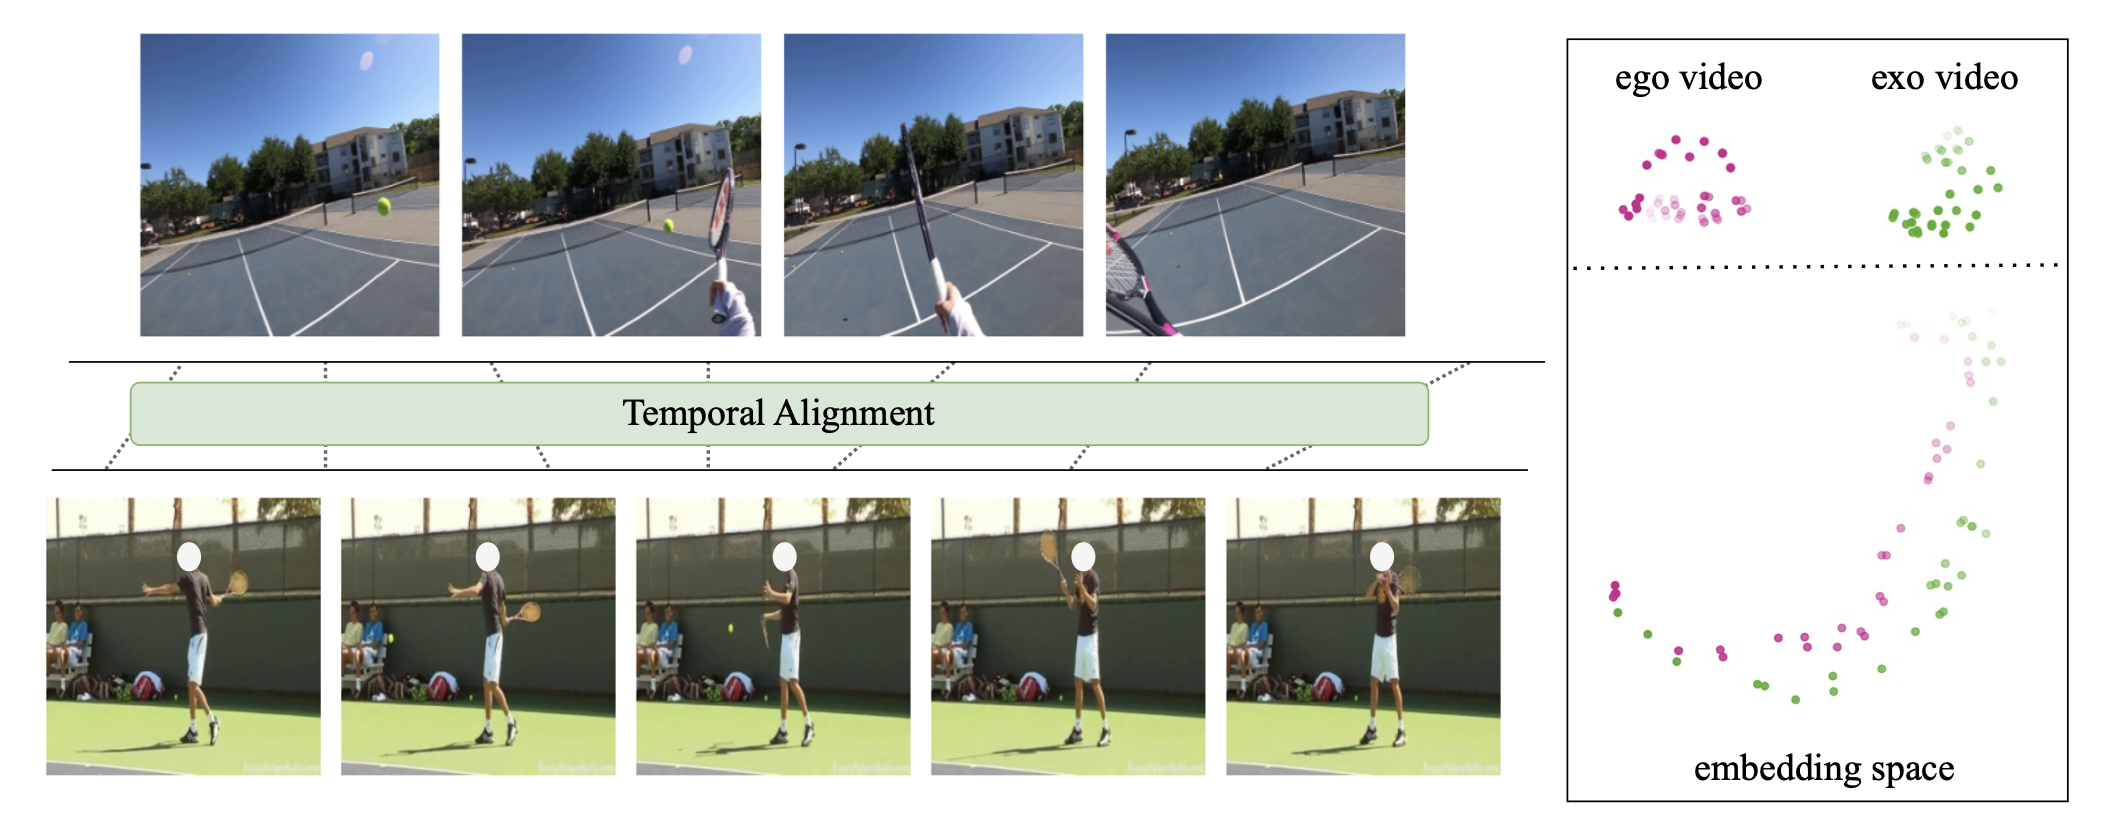 ego video
exo video
Temporal Alignment
embedding space